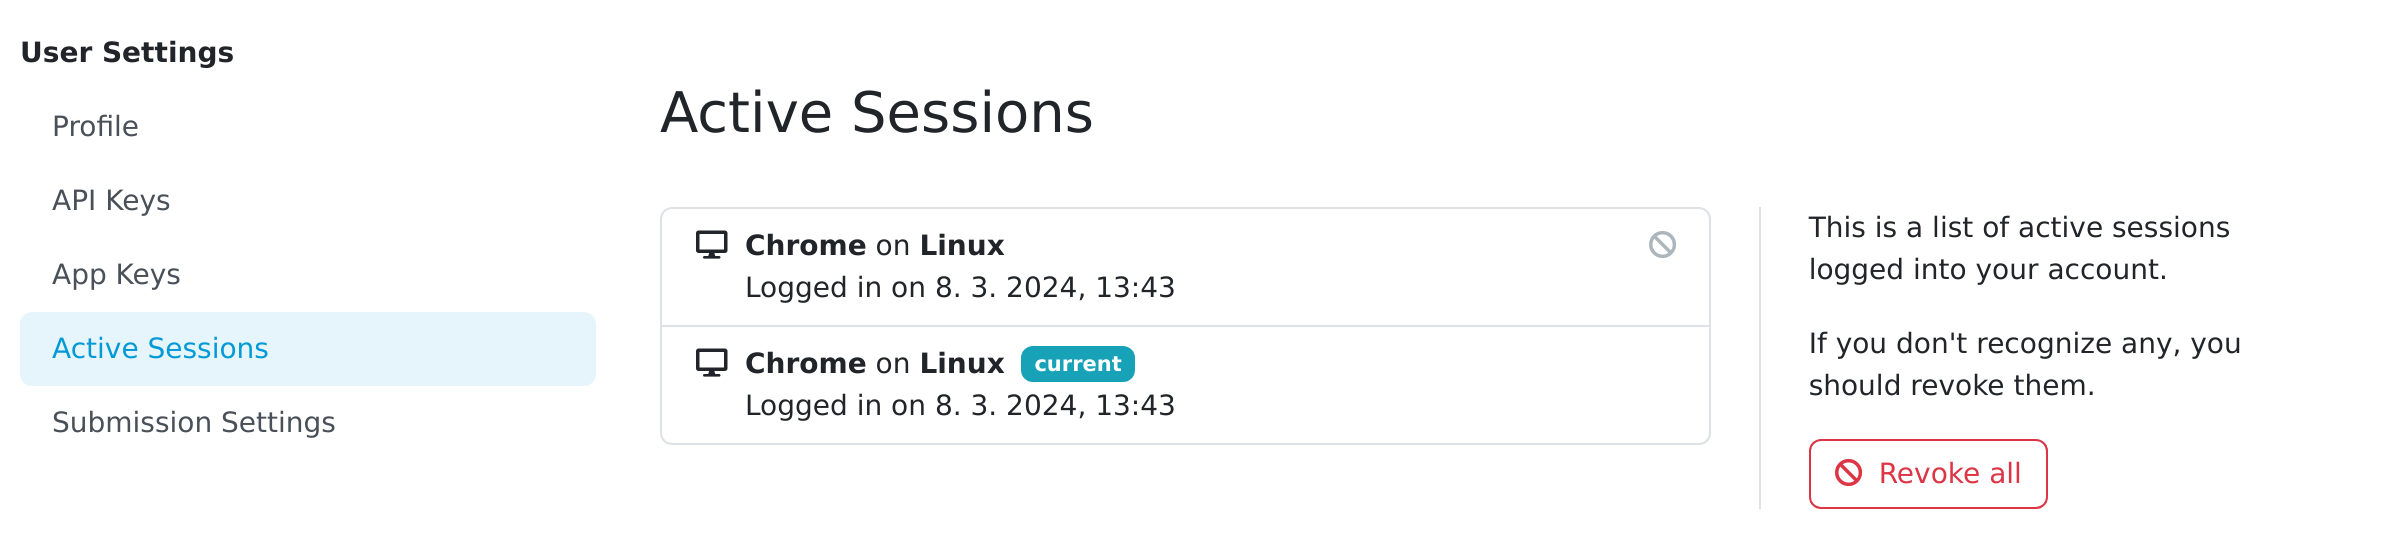 User Settings
Profile
API Keys
App Keys
Active Sessions
Submission Settings
Active Sessions
Chrome on Linux
Logged in on 8. 3. 2024, 13:43
Chrome on Linux current
Logged in on 8. 3. 2024, 13:43
This is a list of active sessions
logged into your account.
If you don't recognize any, you
should revoke them.
Revoke all